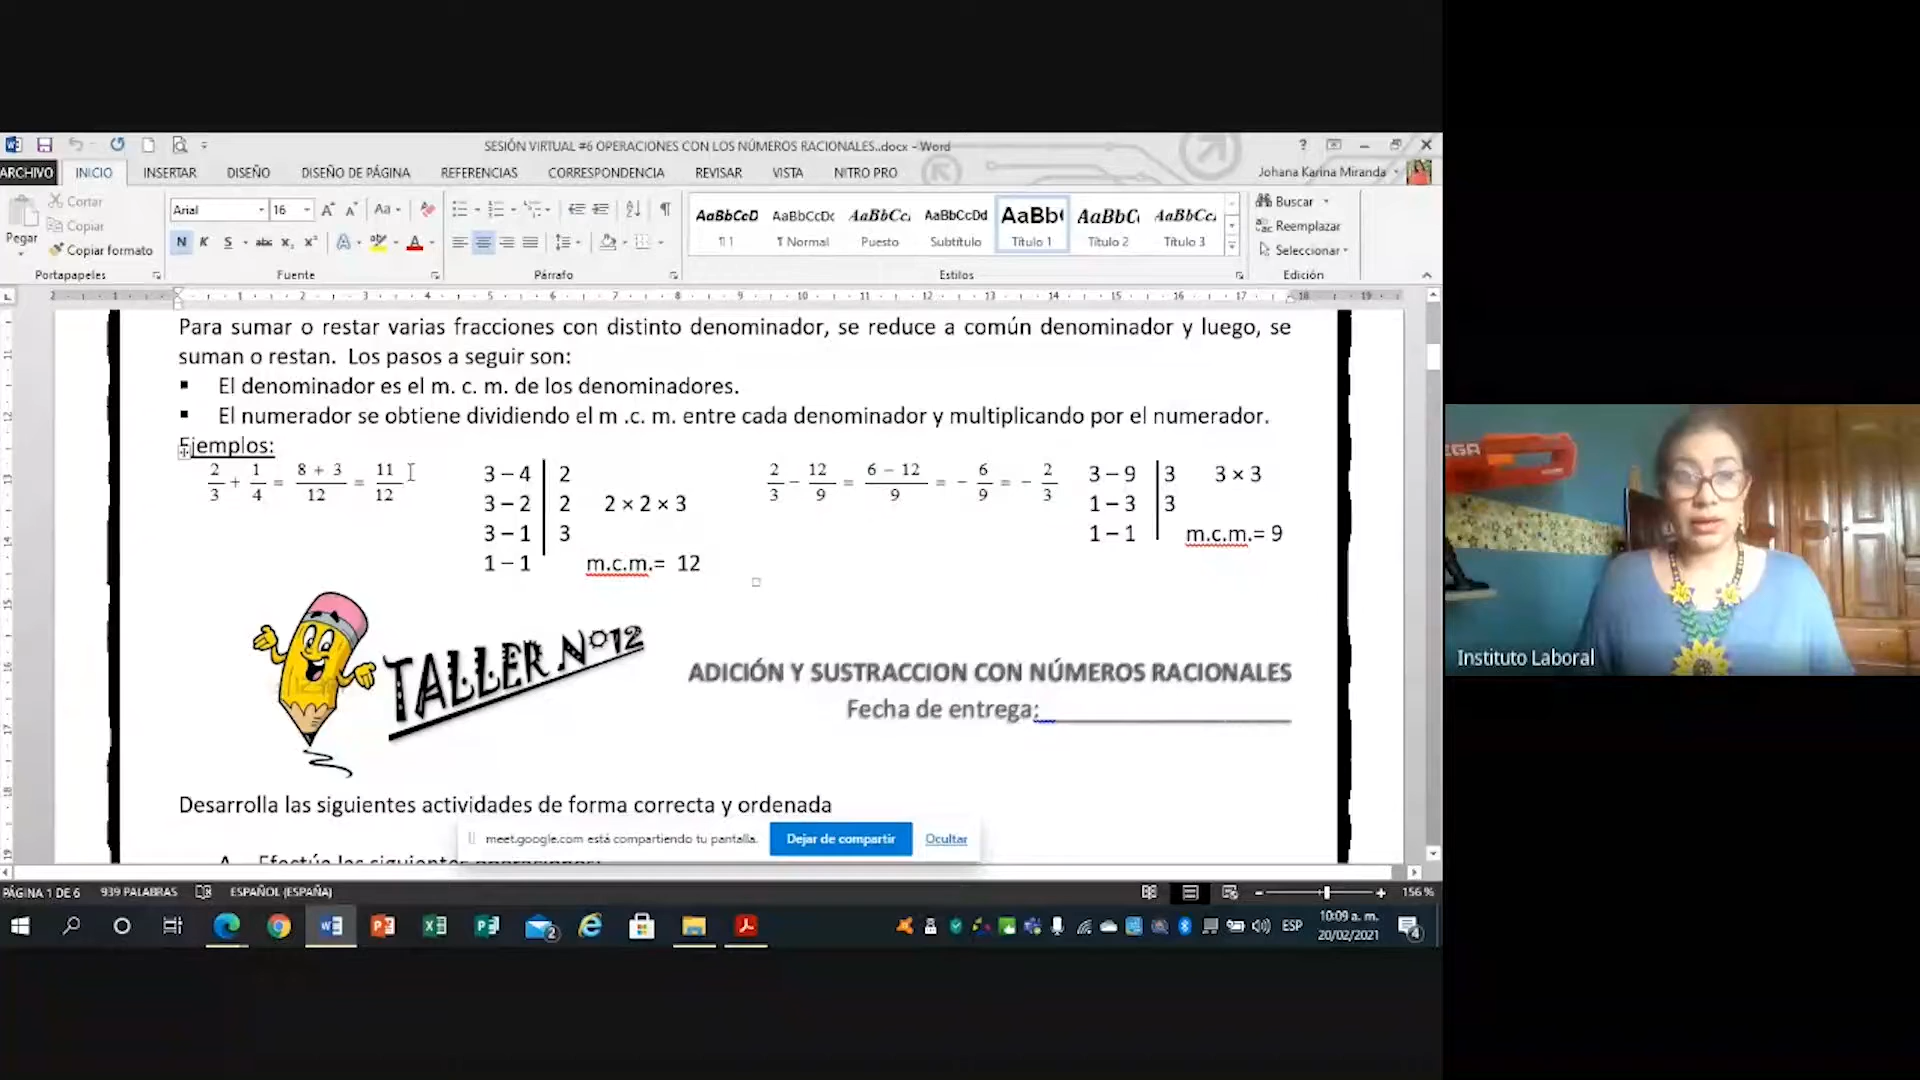 SESIÓN VIRTUAL #6 OPERACIONES CON LOS NÚMEROS RACIONALES..docx - Word
ARCHIVO INICIO INSERTAR DISEÑO DISEÑO DE PÁGINA REFERENCIAS CORRESPONDENCIA REVISAR VISTA NITRO PRO Johana Karina Miranda
Pegar
Cortar
Copiar
Copiar formato
Portapapeles
Arial 16
N K S abc x₂ x²
Fuente
Párrafo
AaBbCcD AaBbCcDc AaBbCc. AaBbCcDd AaBb( AaBbC( AaBbCc.
¶ 1 ¶ Normal Puesto Subtítulo Título 1 Título 2 Título 3
Estilos
Buscar
Reemplazar
Seleccionar
Edición
Para sumar o restar varias fracciones con distinto denominador, se reduce a común denominador y luego, se
suman o restan. Los pasos a seguir son:
▪ El denominador es el m. c. m. de los denominadores.
▪ El numerador se obtiene dividiendo el m .c. m. entre cada denominador y multiplicando por el numerador.
Ejemplos:
2/3 + 1/4 = 8 + 3/12 = 11/12
3 – 4 | 2
3 – 2 | 2 2 × 2 × 3
3 – 1 | 3
1 – 1 m.c.m.= 12
2/3 − 12/9 = 6 − 12/9 = − 6/9 = − 2/3
3 – 9 | 3 3 × 3
1 – 3 | 3
1 – 1 | m.c.m.= 9
TALLER Nº12
ADICIÓN Y SUSTRACCION CON NÚMEROS RACIONALES
Fecha de entrega:____________________
Desarrolla las siguientes actividades de forma correcta y ordenada
meet.google.com está compartiendo tu pantalla. Dejar de compartir Ocultar
A. Efectúa las siguientes operaciones:
PÁGINA 1 DE 6 939 PALABRAS ESPAÑOL (ESPAÑA) 156 %
ESP
10:09 a. m.
20/02/2021
Instituto Laboral